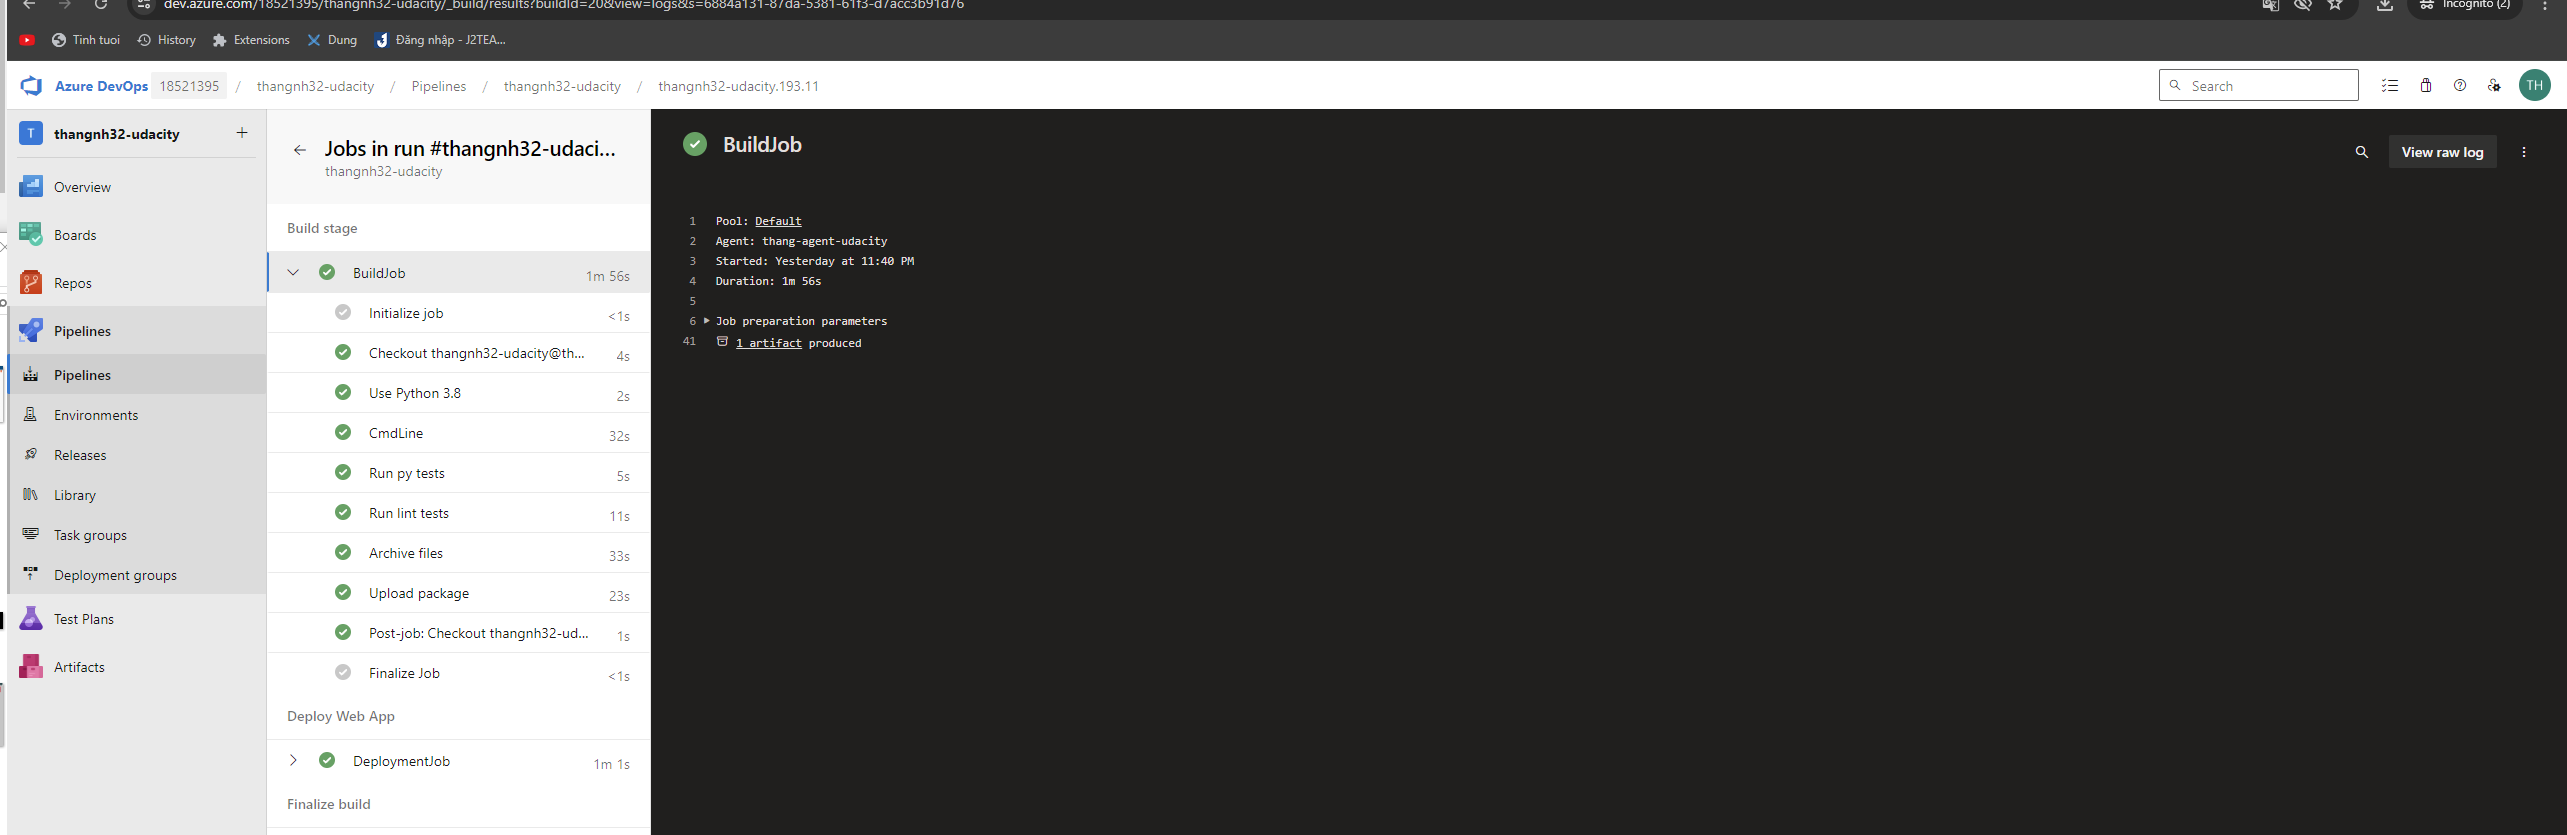 dev.azure.com/18521395/thangnh32-udacity/_build/results?buildId=20&view=logs&s=6884a131-87da-5381-61f3-d7acc3b91d76
Incognito (2)
Tinh tuoi
History
Extensions
Dung
Đăng nhập - J2TEA...
Azure DevOps 18521395 / thangnh32-udacity / Pipelines / thangnh32-udacity / thangnh32-udacity.193.11
Search
TH
T thangnh32-udacity +
Overview
Boards
Repos
Pipelines
Pipelines
Environments
Releases
Library
Task groups
Deployment groups
Test Plans
Artifacts
Jobs in run #thangnh32-udaci...
thangnh32-udacity
Build stage
BuildJob 1m 56s
Initialize job <1s
Checkout thangnh32-udacity@th... 4s
Use Python 3.8 2s
CmdLine 32s
Run py tests 5s
Run lint tests 11s
Archive files 33s
Upload package 23s
Post-job: Checkout thangnh32-ud... 1s
Finalize Job <1s
Deploy Web App
DeploymentJob 1m 1s
Finalize build
BuildJob
View raw log
1 Pool: Default
2 Agent: thang-agent-udacity
3 Started: Yesterday at 11:40 PM
4 Duration: 1m 56s
5
6 Job preparation parameters
41 1 artifact produced